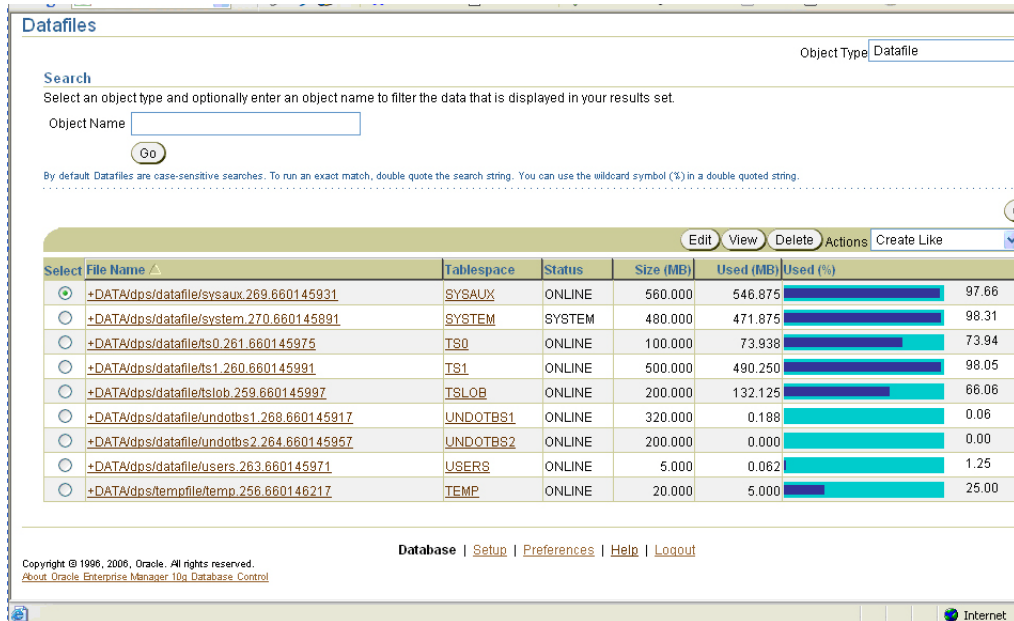 Datafiles
Object Type Datafile
Search
Select an object type and optionally enter an object name to filter the data that is displayed in your results set.
Object Name
Go
By default Datafiles are case-sensitive searches. To run an exact match, double quote the search string. You can use the wildcard symbol (%) in a double quoted string.
Edit View Delete Actions Create Like
Select File Name Tablespace Status Size (MB) Used (MB) Used (%)
+DATA/dps/datafile/sysaux.269.660145931 SYSAUX ONLINE 560.000 546.875 97.66
+DATA/dps/datafile/system.270.660145891 SYSTEM SYSTEM 480.000 471.875 98.31
+DATA/dps/datafile/ts0.261.660145975 TS0 ONLINE 100.000 73.938 73.94
+DATA/dps/datafile/ts1.260.660145991 TS1 ONLINE 500.000 490.250 98.05
+DATA/dps/datafile/tslob.259.660145997 TSLOB ONLINE 200.000 132.125 66.06
+DATA/dps/datafile/undotbs1.268.660145917 UNDOTBS1 ONLINE 320.000 0.188 0.06
+DATA/dps/datafile/undotbs2.264.660145957 UNDOTBS2 ONLINE 200.000 0.000 0.00
+DATA/dps/datafile/users.263.660145971 USERS ONLINE 5.000 0.062 1.25
+DATA/dps/tempfile/temp.256.660146217 TEMP ONLINE 20.000 5.000 25.00
Database | Setup | Preferences | Help | Logout
Copyright © 1996, 2006, Oracle. All rights reserved.
About Oracle Enterprise Manager 10g Database Control
Internet